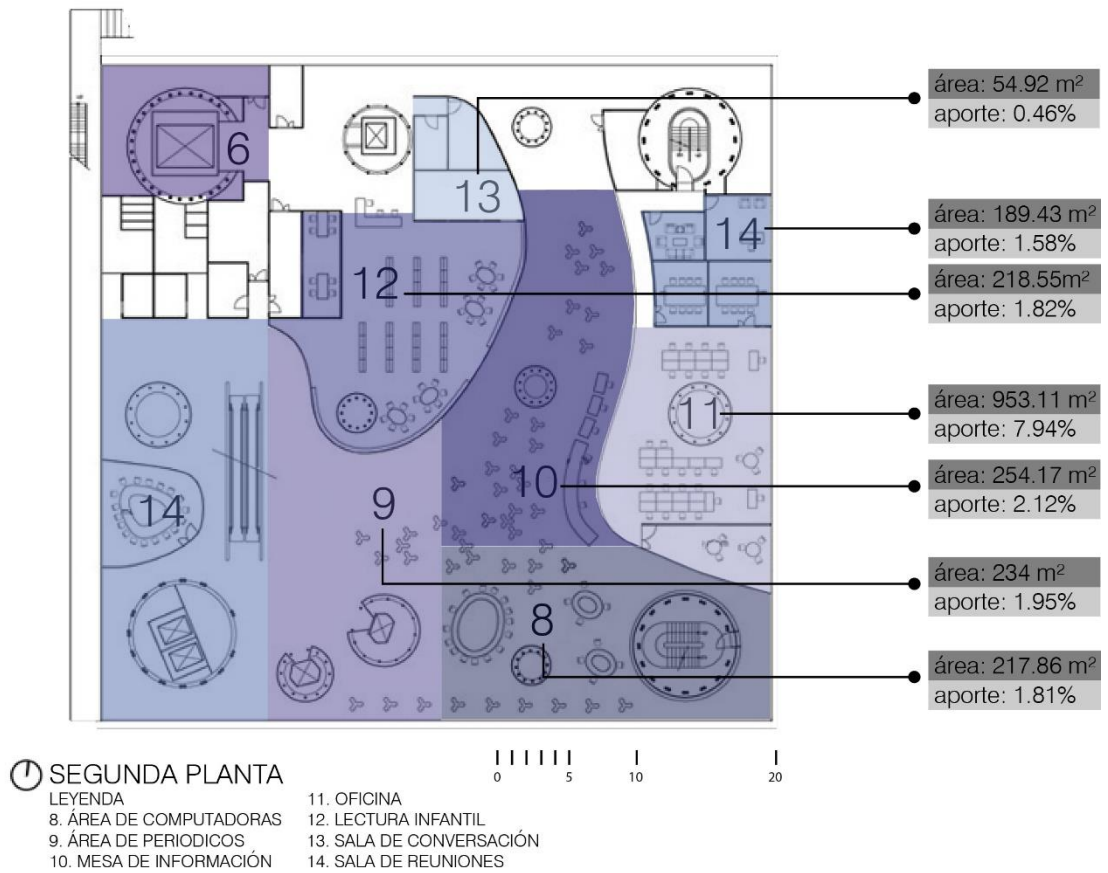 6
área: 54.92 m²
aporte: 0.46%
13
14
área: 189.43 m²
aporte: 1.58%
12
área: 218.55m²
aporte: 1.82%
11
área: 953.11 m²
aporte: 7.94%
14
9
10
área: 254.17 m²
aporte: 2.12%
área: 234 m²
aporte: 1.95%
8
área: 217.86 m²
aporte: 1.81%
0 5 10 20
SEGUNDA PLANTA
LEYENDA
8. ÁREA DE COMPUTADORAS
9. ÁREA DE PERIODICOS
10. MESA DE INFORMACIÓN
11. OFICINA
12. LECTURA INFANTIL
13. SALA DE CONVERSACIÓN
14. SALA DE REUNIONES